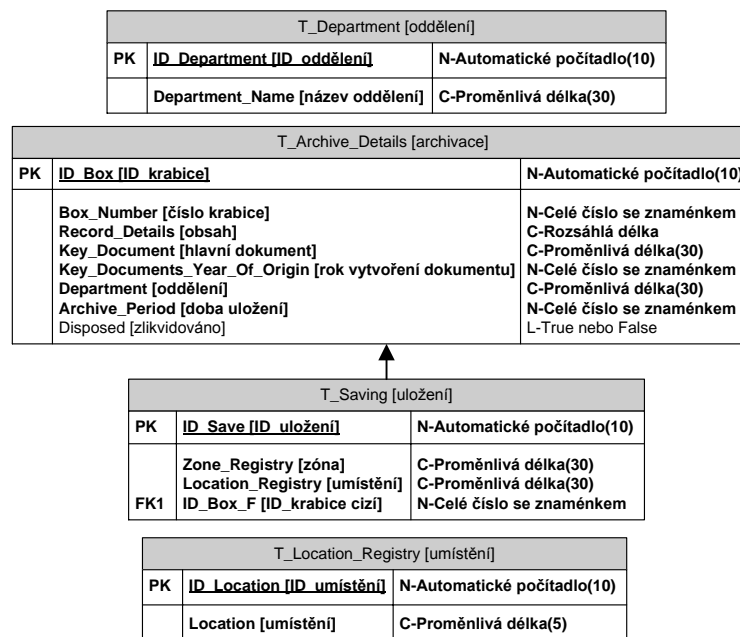 T_Department [oddělení]
PK ID_Department [ID_oddělení] N-Automatické počítadlo(10)
Department_Name [název oddělení] C-Proměnlivá délka(30)
T_Archive_Details [archivace]
PK ID_Box [ID_krabice] N-Automatické počítadlo(10)
Box_Number [číslo krabice] N-Celé číslo se znaménkem
Record_Details [obsah] C-Rozsáhlá délka
Key_Document [hlavní dokument] C-Proměnlivá délka(30)
Key_Documents_Year_Of_Origin [rok vytvoření dokumentu] N-Celé číslo se znaménkem
Department [oddělení] C-Proměnlivá délka(30)
Archive_Period [doba uložení] N-Celé číslo se znaménkem
Disposed [zlikvidováno] L-True nebo False
T_Saving [uložení]
PK ID_Save [ID_uložení] N-Automatické počítadlo(10)
Zone_Registry [zóna] C-Proměnlivá délka(30)
Location_Registry [umístění] C-Proměnlivá délka(30)
FK1 ID_Box_F [ID_krabice cizí] N-Celé číslo se znaménkem
T_Location_Registry [umístění]
PK ID_Location [ID_umístění] N-Automatické počítadlo(10)
Location [umístění] C-Proměnlivá délka(5)